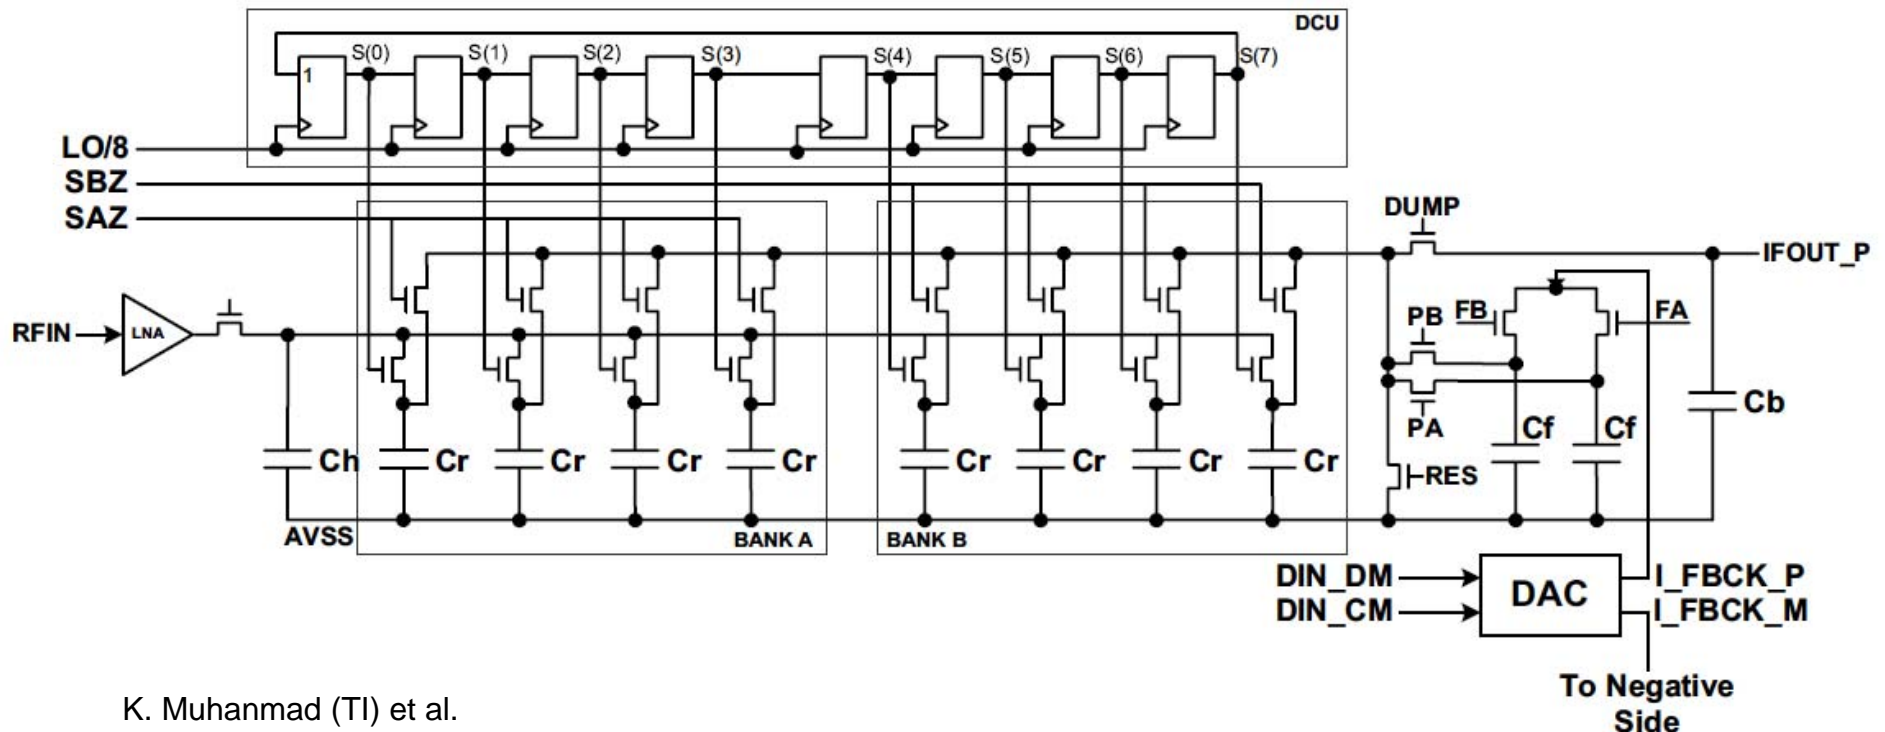 DCU
S(0) S(1) S(2) S(3) S(4) S(5) S(6) S(7)
1
LO/8
SBZ
SAZ
DUMP
IFOUT_P
RFIN
LNA
PB
FB
FA
PA
Cf
Cf
Cb
Ch
Cr
Cr
Cr
Cr
Cr
Cr
Cr
Cr
RES
AVSS
BANK A
BANK B
DIN_DM
DIN_CM
DAC
I_FBCK_P
I_FBCK_M
To Negative
Side
K. Muhanmad (TI) et al.